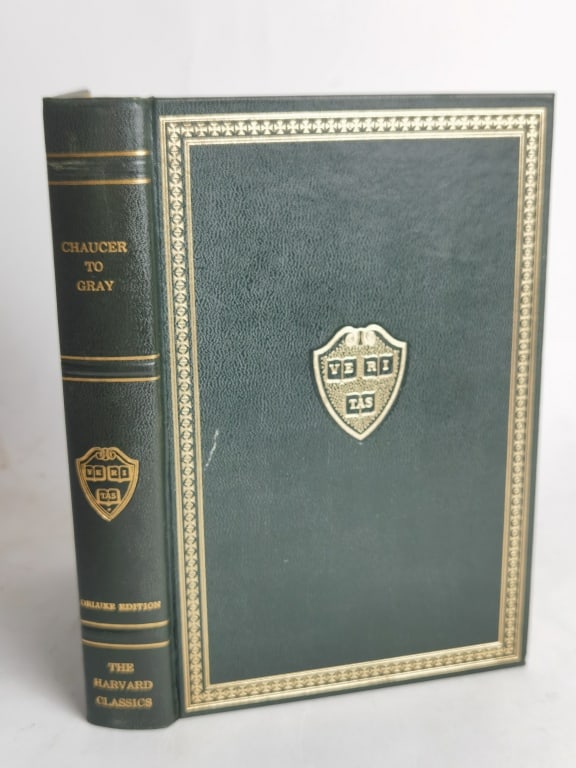 CHAUCER
TO
GRAY
VE RI
TAS
DELUXE EDITION
THE
HARVARD
CLASSICS
VE RI
TAS